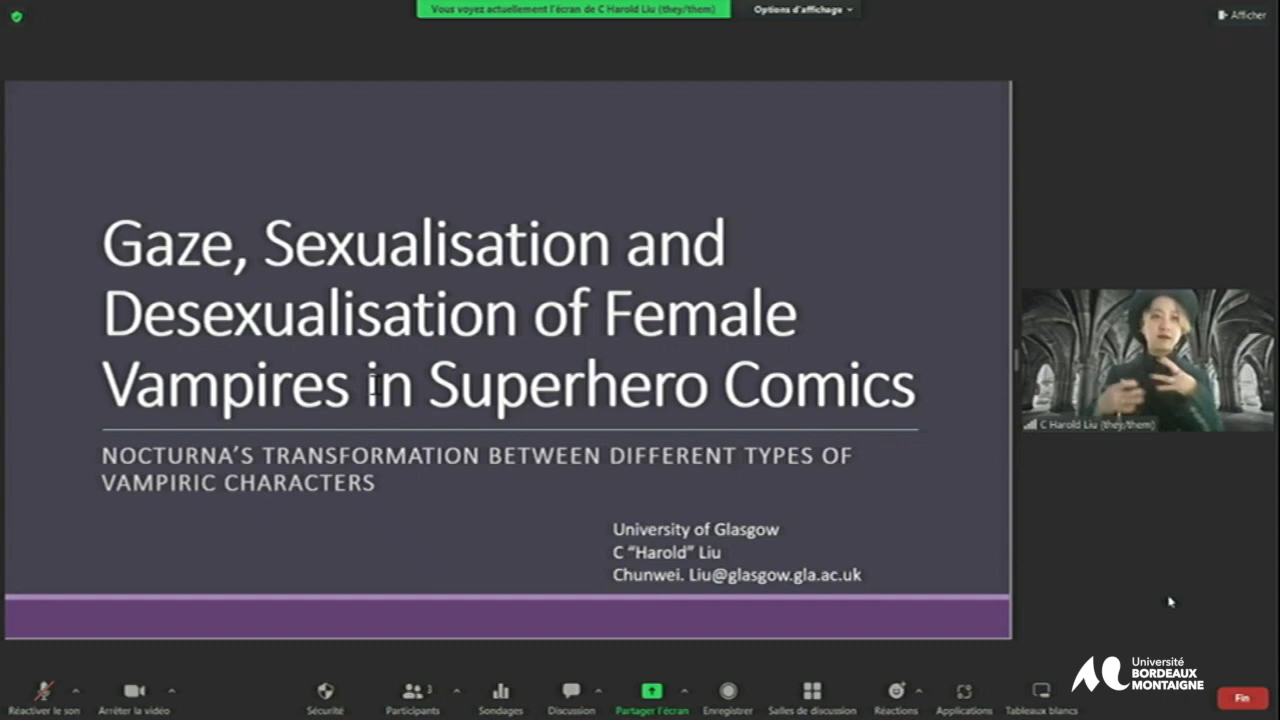 Vous voyez actuellement l'écran de C Harold Liu (they/them)
Options d'affichage
Afficher
Gaze, Sexualisation and
Desexualisation of Female
Vampires in Superhero Comics
NOCTURNA'S TRANSFORMATION BETWEEN DIFFERENT TYPES OF
VAMPIRIC CHARACTERS
University of Glasgow
C "Harold" Liu
Chunwei. Liu@glasgow.gla.ac.uk
C Harold Liu (they/them)
Université
BORDEAUX
MONTAIGNE
3
Réactiver le son
Arrêter la vidéo
Sécurité
Participants
Sondages
Discussion
Partager l'écran
Enregistrer
Salles de discussion
Réactions
Applications
Tableaux blancs
Fin